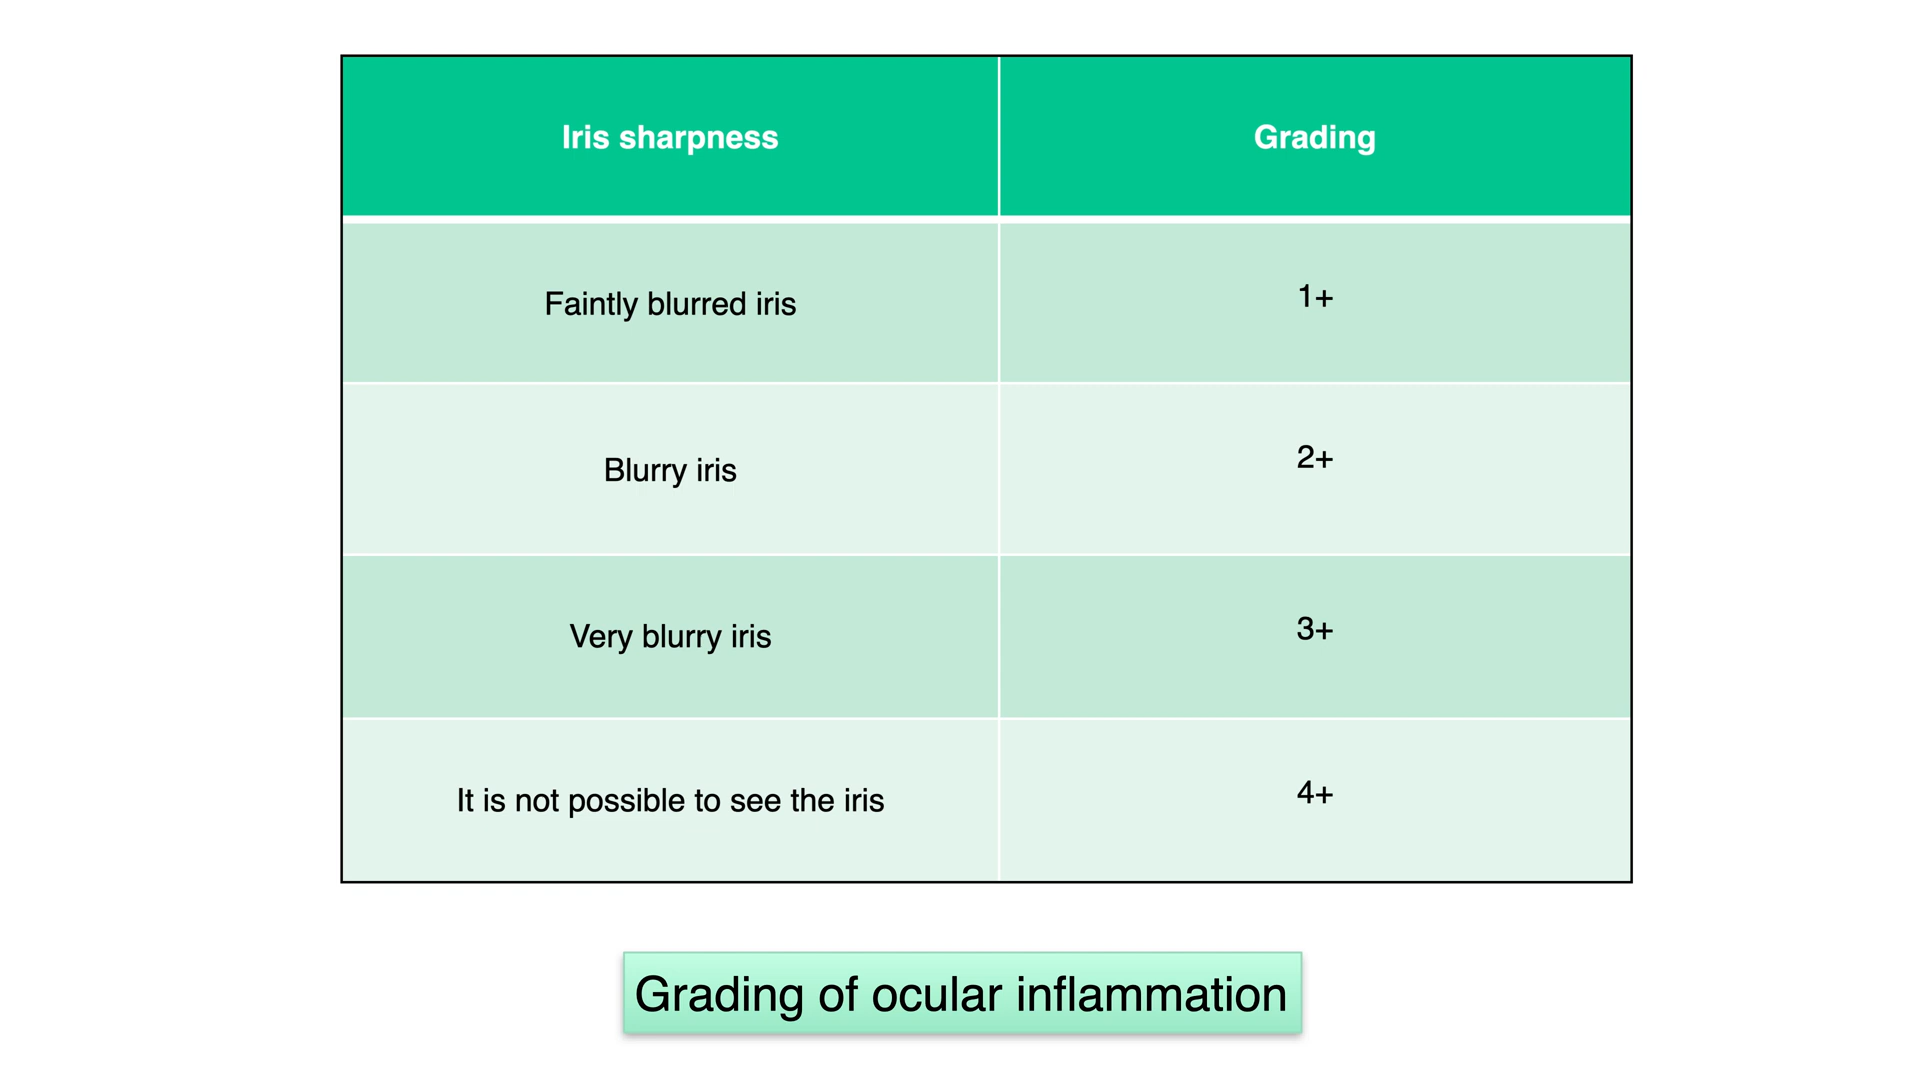 Iris sharpness Grading
Faintly blurred iris 1+
Blurry iris 2+
Very blurry iris 3+
It is not possible to see the iris 4+
Grading of ocular inflammation